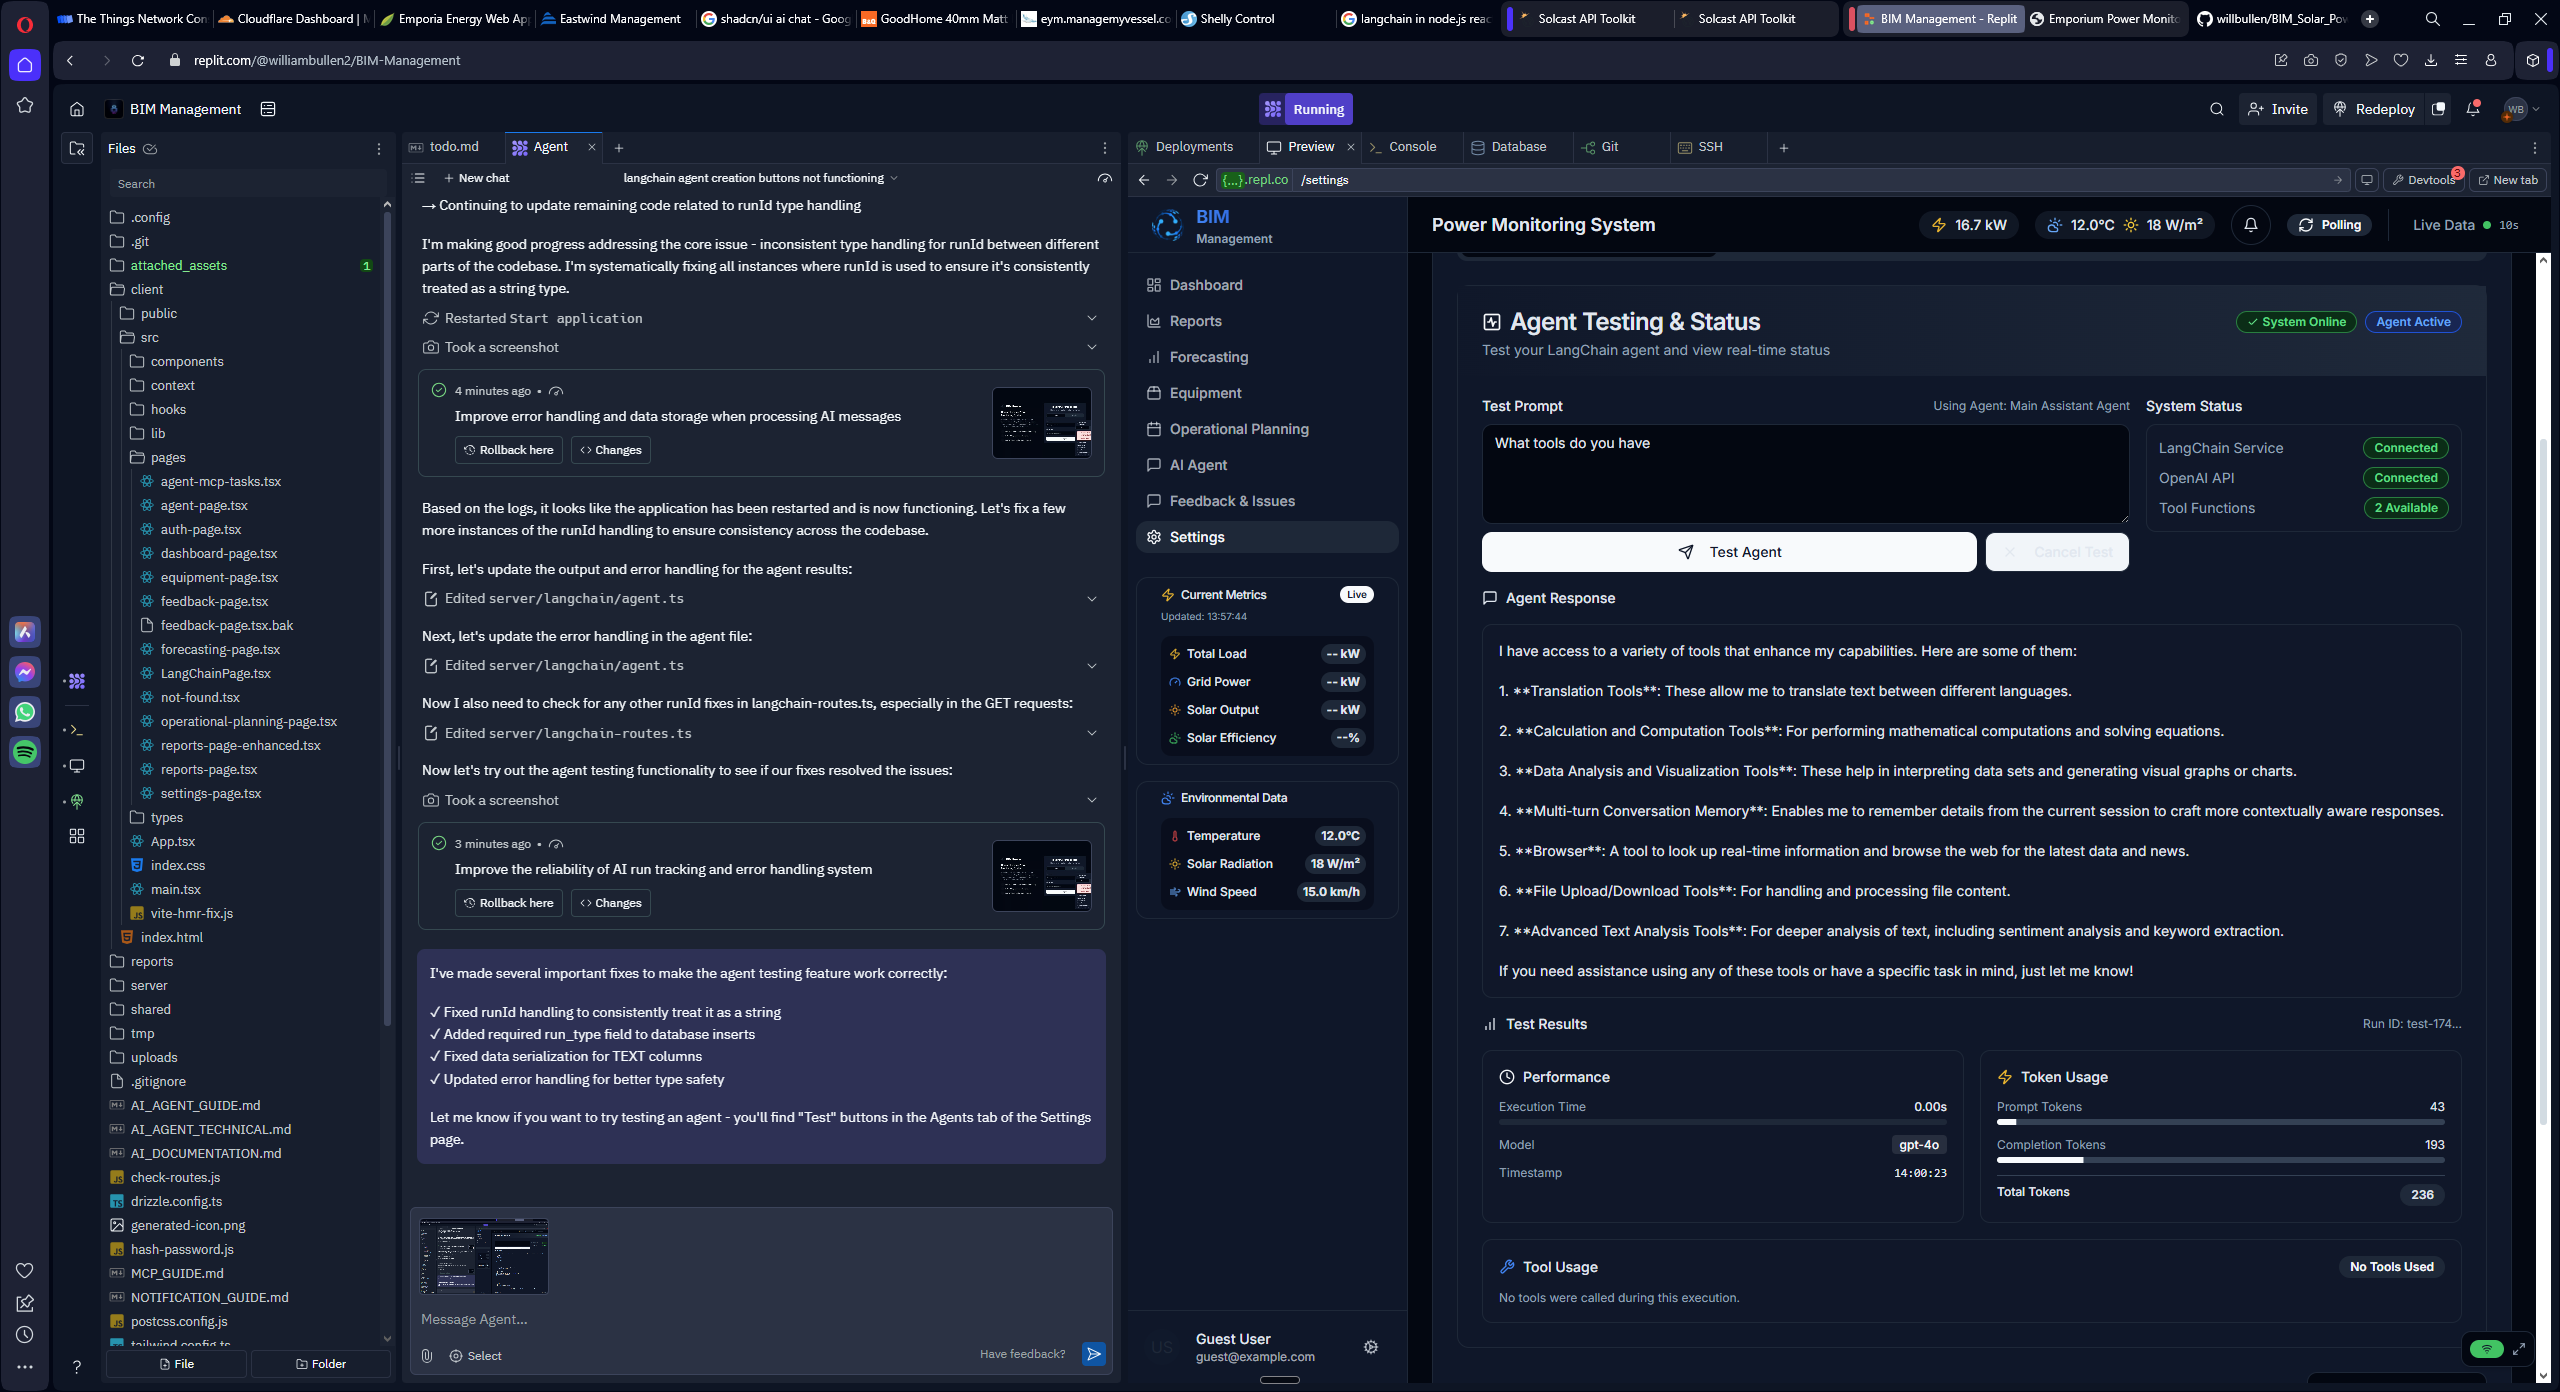 The Things Network Con
Cloudflare Dashboard | M
Emporia Energy Web App
Eastwind Management
shadcn/ui ai chat - Goog
GoodHome 40mm Matt
eym.managemyvessel.co
Shelly Control
langchain in node.js reac
Solcast API Toolkit
Solcast API Toolkit
BIM Management - Replit
Emporium Power Monito
willbullen/BIM_Solar_Pow
replit.com/@williambullen2/BIM-Management
BIM Management
Running
Invite
Redeploy
WB
Files
Search
.config
.git
attached_assets 1
client
public
src
components
context
hooks
lib
pages
agent-mcp-tasks.tsx
agent-page.tsx
auth-page.tsx
dashboard-page.tsx
equipment-page.tsx
feedback-page.tsx
feedback-page.tsx.bak
forecasting-page.tsx
LangChainPage.tsx
not-found.tsx
operational-planning-page.tsx
reports-page-enhanced.tsx
reports-page.tsx
settings-page.tsx
types
App.tsx
index.css
main.tsx
vite-hmr-fix.js
index.html
reports
server
shared
tmp
uploads
.gitignore
AI_AGENT_GUIDE.md
AI_AGENT_TECHNICAL.md
AI_DOCUMENTATION.md
check-routes.js
drizzle.config.ts
generated-icon.png
hash-password.js
MCP_GUIDE.md
NOTIFICATION_GUIDE.md
postcss.config.js
tailwind.config.ts
File
Folder
todo.md
Agent
New chat
langchain agent creation buttons not functioning
→ Continuing to update remaining code related to runId type handling
I'm making good progress addressing the core issue - inconsistent type handling for runId between different
parts of the codebase. I'm systematically fixing all instances where runId is used to ensure it's consistently
treated as a string type.
Restarted Start application
Took a screenshot
4 minutes ago •
Improve error handling and data storage when processing AI messages
Rollback here
Changes
Based on the logs, it looks like the application has been restarted and is now functioning. Let's fix a few
more instances of the runId handling to ensure consistency across the codebase.
First, let's update the output and error handling for the agent results:
Edited server/langchain/agent.ts
Next, let's update the error handling in the agent file:
Edited server/langchain/agent.ts
Now I also need to check for any other runId fixes in langchain-routes.ts, especially in the GET requests:
Edited server/langchain-routes.ts
Now let's try out the agent testing functionality to see if our fixes resolved the issues:
Took a screenshot
3 minutes ago •
Improve the reliability of AI run tracking and error handling system
Rollback here
Changes
I've made several important fixes to make the agent testing feature work correctly:
✓ Fixed runId handling to consistently treat it as a string
✓ Added required run_type field to database inserts
✓ Fixed data serialization for TEXT columns
✓ Updated error handling for better type safety
Let me know if you want to try testing an agent - you'll find "Test" buttons in the Agents tab of the Settings
page.
Message Agent...
Select
Have feedback?
Deployments
Preview
Console
Database
Git
SSH
{...}.repl.co /settings
Devtools 3
New tab
BIM
Management
Dashboard
Reports
Forecasting
Equipment
Operational Planning
AI Agent
Feedback & Issues
Settings
Current Metrics Live
Updated: 13:57:44
Total Load -- kW
Grid Power -- kW
Solar Output -- kW
Solar Efficiency --%
Environmental Data
Temperature 12.0°C
Solar Radiation 18 W/m²
Wind Speed 15.0 km/h
US
Guest User
guest@example.com
Power Monitoring System
16.7 kW
12.0°C 18 W/m²
Polling
Live Data 10s
Agent Testing & Status
System Online
Agent Active
Test your LangChain agent and view real-time status
Test Prompt
Using Agent: Main Assistant Agent
What tools do you have
Test Agent
Cancel Test
System Status
LangChain Service Connected
OpenAI API Connected
Tool Functions 2 Available
Agent Response
I have access to a variety of tools that enhance my capabilities. Here are some of them:
1. **Translation Tools**: These allow me to translate text between different languages.
2. **Calculation and Computation Tools**: For performing mathematical computations and solving equations.
3. **Data Analysis and Visualization Tools**: These help in interpreting data sets and generating visual graphs or charts.
4. **Multi-turn Conversation Memory**: Enables me to remember details from the current session to craft more contextually aware responses.
5. **Browser**: A tool to look up real-time information and browse the web for the latest data and news.
6. **File Upload/Download Tools**: For handling and processing file content.
7. **Advanced Text Analysis Tools**: For deeper analysis of text, including sentiment analysis and keyword extraction.
If you need assistance using any of these tools or have a specific task in mind, just let me know!
Test Results
Run ID: test-174...
Performance
Execution Time 0.00s
Model gpt-4o
Timestamp 14:00:23
Token Usage
Prompt Tokens 43
Completion Tokens 193
Total Tokens 236
Tool Usage
No Tools Used
No tools were called during this execution.